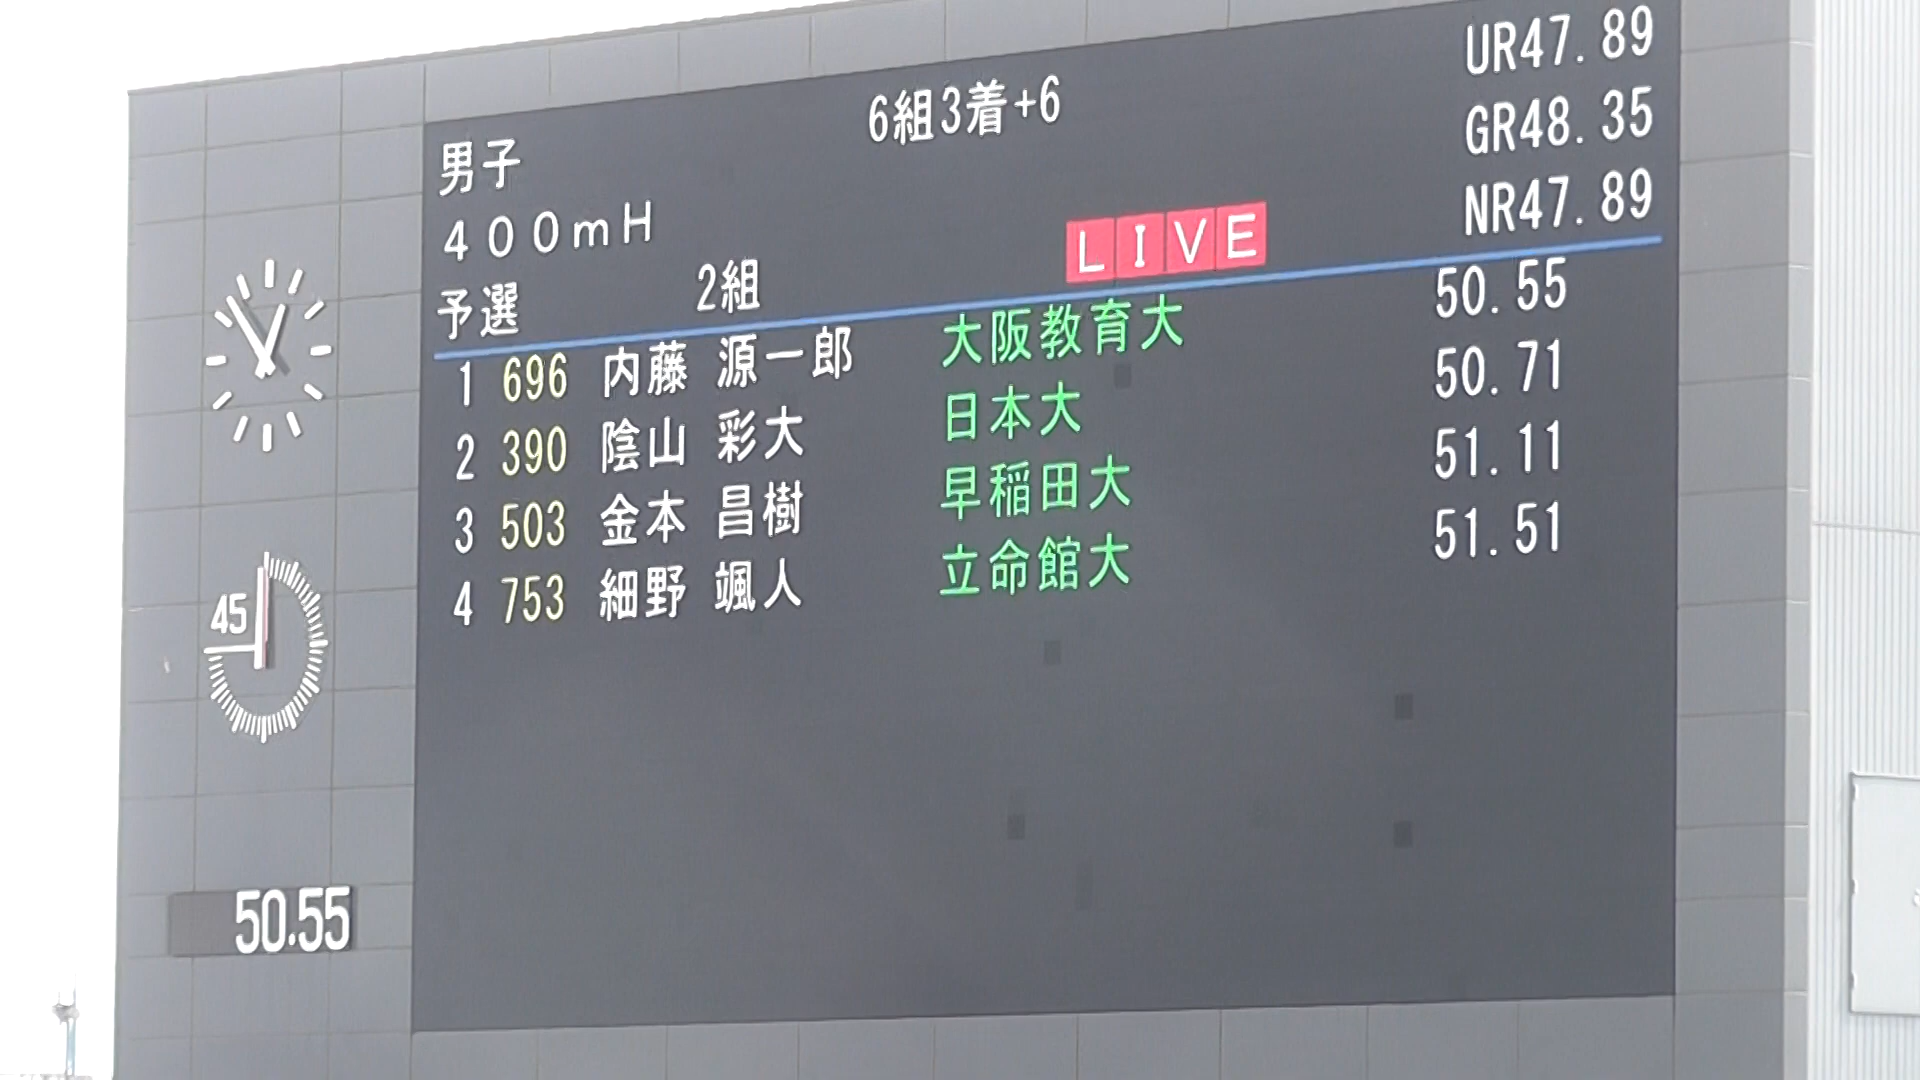 6組3着+6
UR47.89
男子
GR48.35
400mH
NR47.89
予選 2組 LIVE
1 696 内藤 源一郎 大阪教育大 50.55
2 390 陰山 彩大 日本大 50.71
3 503 金本 昌樹 早稲田大 51.11
4 753 細野 颯人 立命館大 51.51
45
50.55